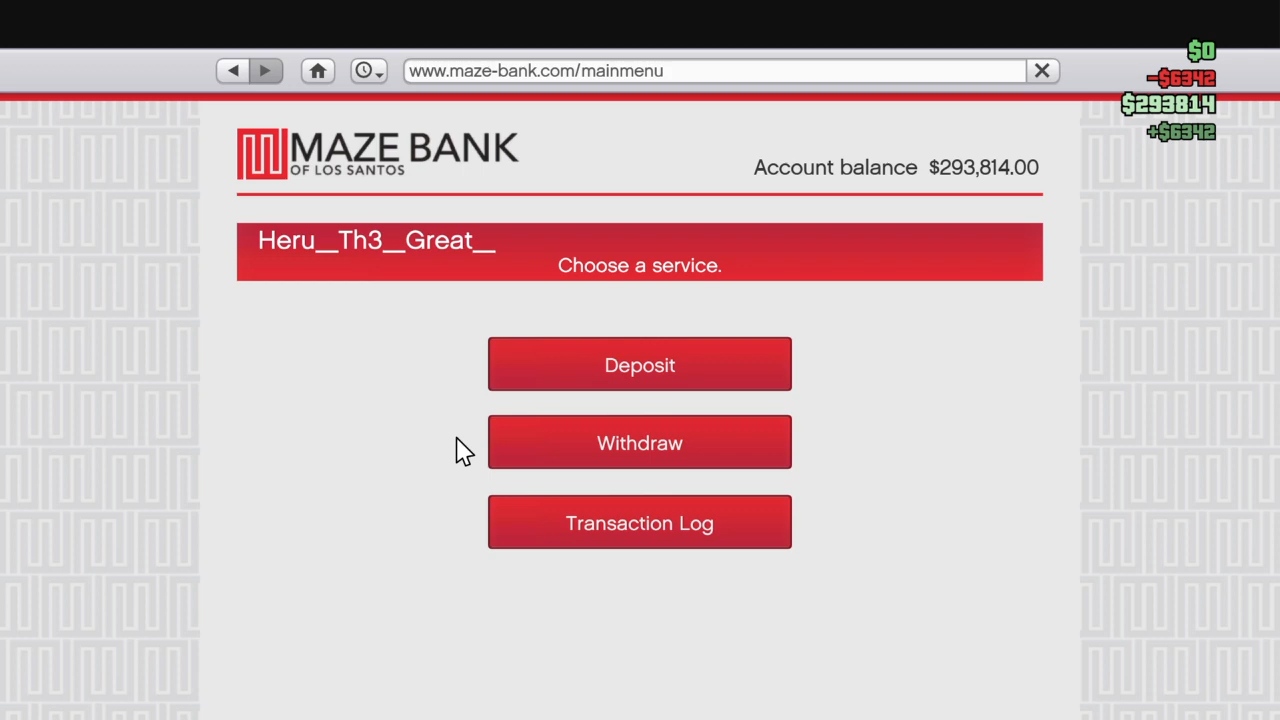 www.maze-bank.com/mainmenu
$0
-$6342
$293814
+$6342
MAZE BANK
OF LOS SANTOS
Account balance $293,814.00
Heru__Th3__Great__
Choose a service.
Deposit
Withdraw
Transaction Log